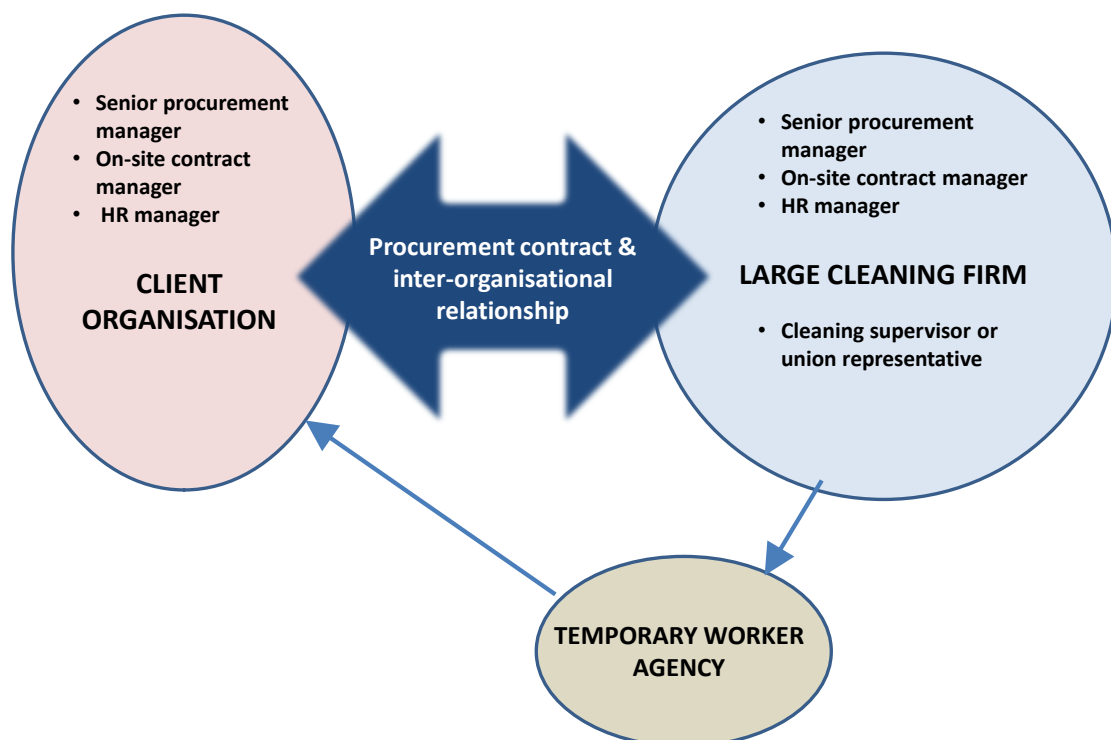 • Senior procurement
manager
• On-site contract
manager
• HR manager
CLIENT
ORGANISATION
Procurement contract &
inter-organisational
relationship
• Senior procurement
manager
• On-site contract manager
• HR manager
LARGE CLEANING FIRM
• Cleaning supervisor or
union representative
TEMPORARY WORKER
AGENCY